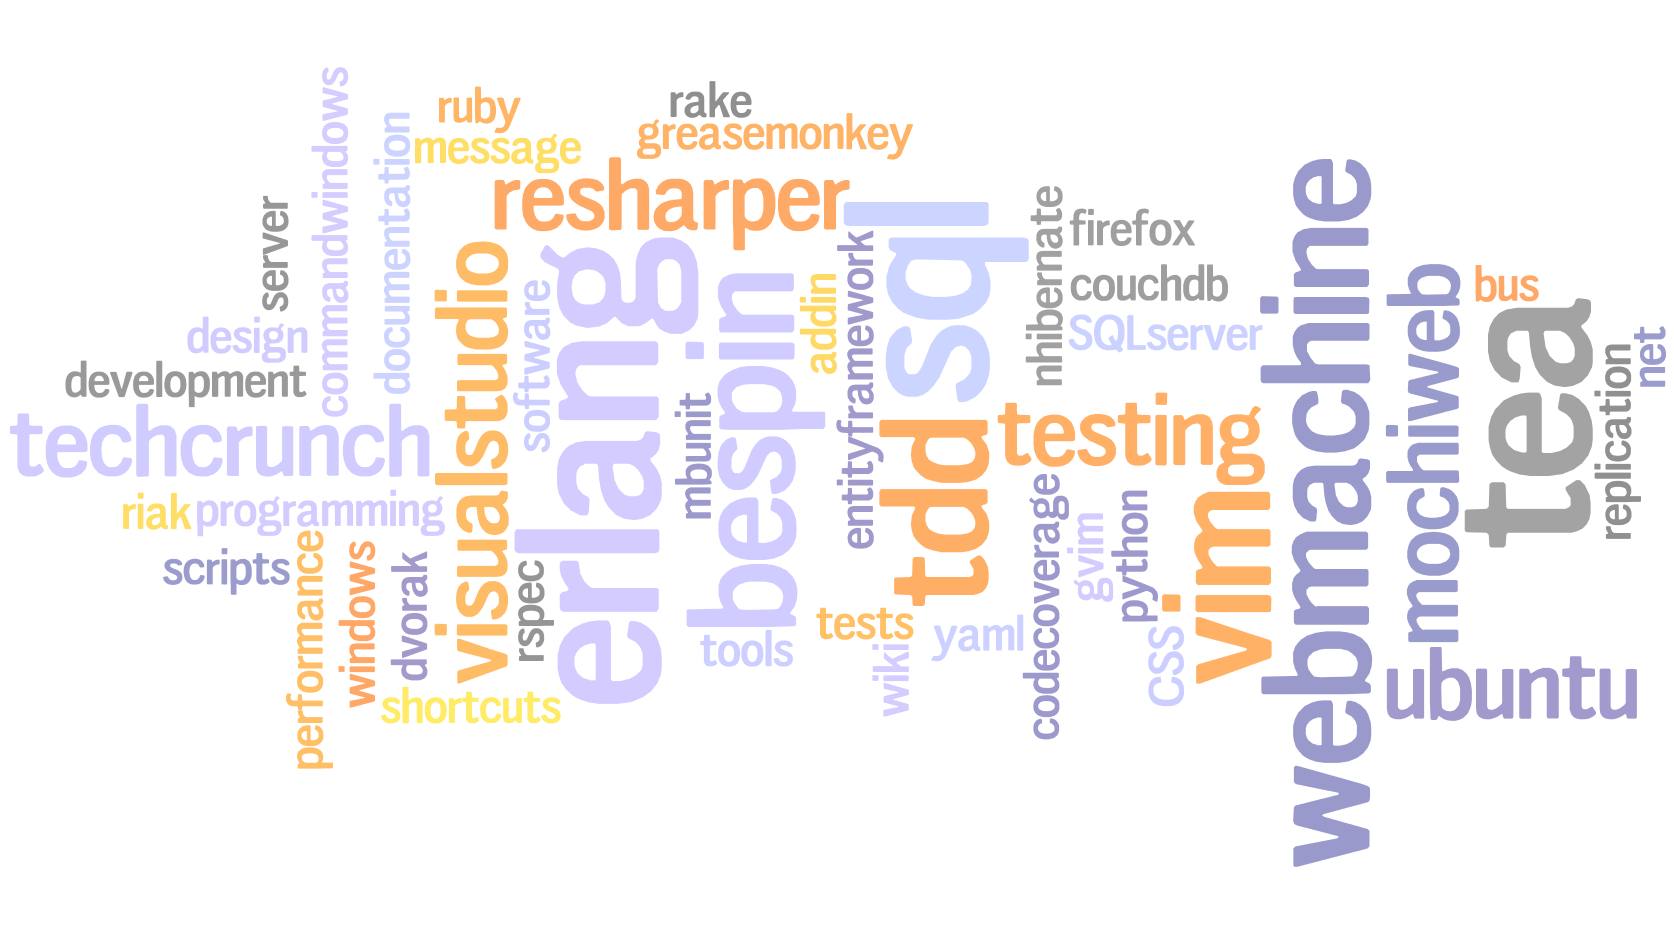 commandwindows
ruby
rake
documentation
message
greasemonkey
resharper
server
sql
nhibernate
firefox
webmachine
visualstudio
erlang
entityframework
couchdb
mochiweb
bus
design
software
bespin
addin
SQLserver
tea
net
development
replication
techcrunch
mbunit
tdd
testing
riak
programming
codecoverage
gvim
python
vim
scripts
performance
windows
dvorak
rspec
tests
yaml
tools
wiki
CSS
ubuntu
shortcuts